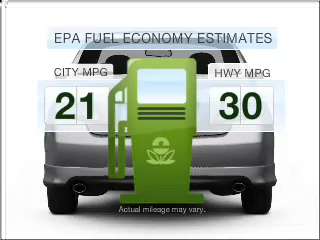 EPA FUEL ECONOMY ESTIMATES
CITY MPG
HWY MPG
21
30
Actual mileage may vary.